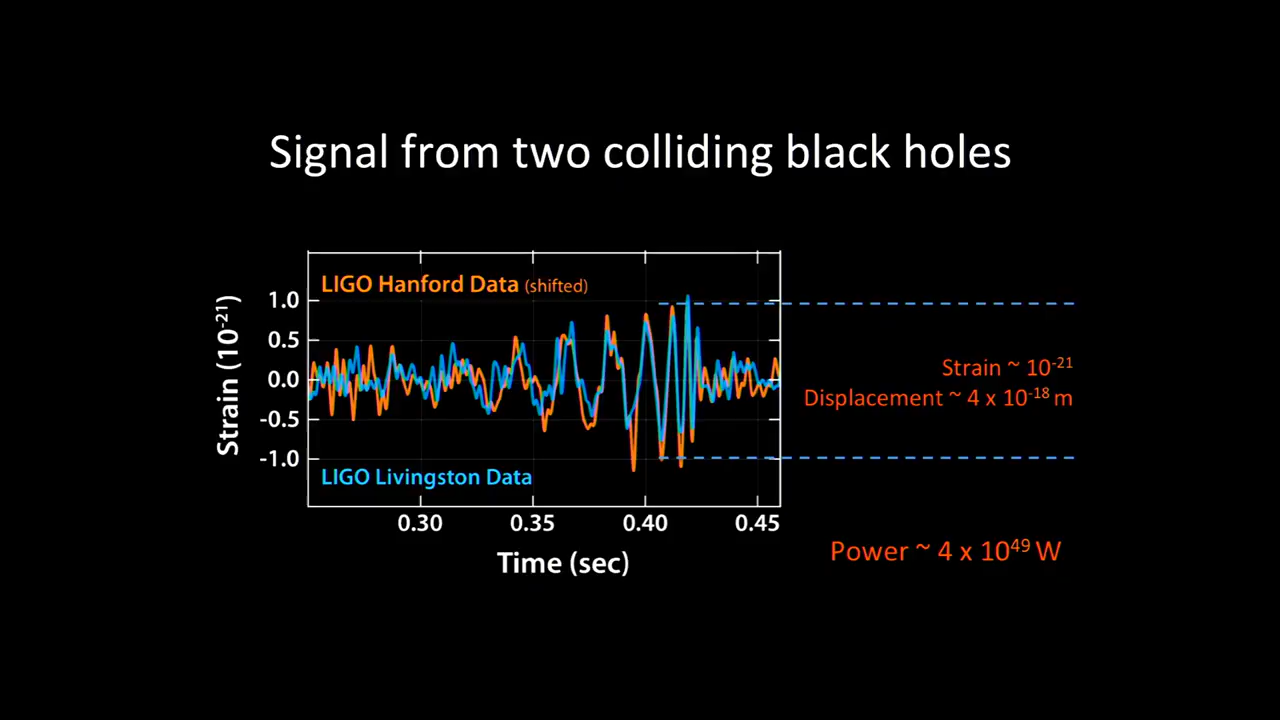 Signal from two colliding black holes
LIGO Hanford Data (shifted)
1.0
0.5
0.0
-0.5
-1.0
Strain (10⁻²¹)
LIGO Livingston Data
0.30 0.35 0.40 0.45
Time (sec)
Strain ~ 10⁻²¹
Displacement ~ 4 x 10⁻¹⁸ m
Power ~ 4 x 10⁴⁹ W